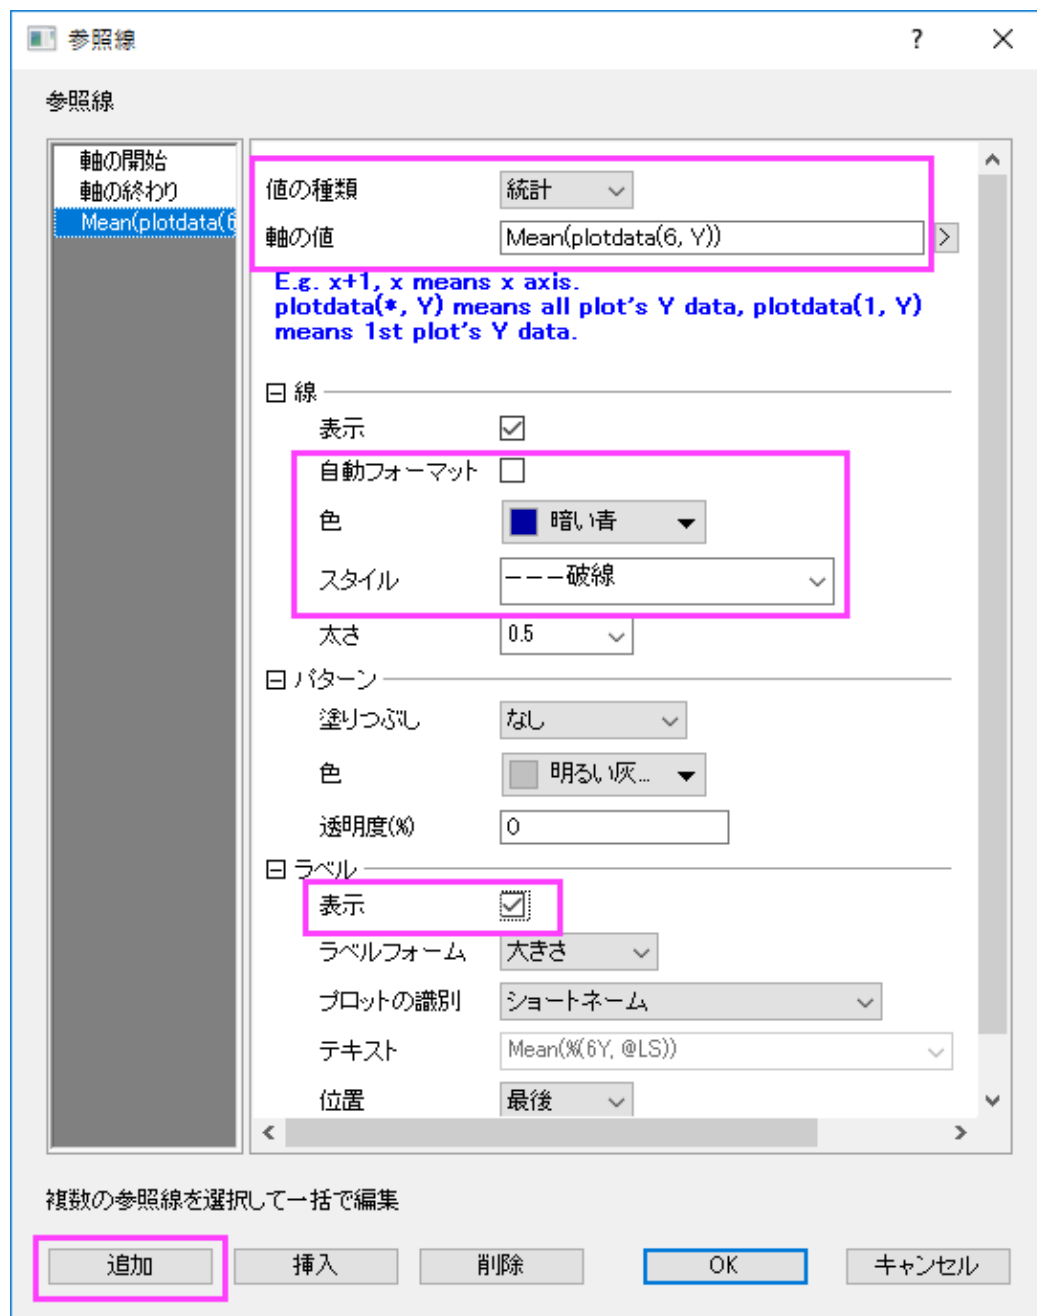 参照線
?
参照線
軸の開始
軸の終わり
Mean(plotdata(6
値の種類 統計
軸の値 Mean(plotdata(6, Y))
E.g. x+1, x means x axis.
plotdata(*, Y) means all plot's Y data, plotdata(1, Y)
means 1st plot's Y data.
線
表示
自動フォーマット
色 暗い青
スタイル ---破線
太さ 0.5
パターン
塗りつぶし なし
色 明るい灰...
透明度(%) 0
ラベル
表示
ラベルフォーム 大きさ
プロットの識別 ショートネーム
テキスト Mean(%(6Y, @LS))
位置 最後
複数の参照線を選択して一括で編集
追加 挿入 削除 OK キャンセル